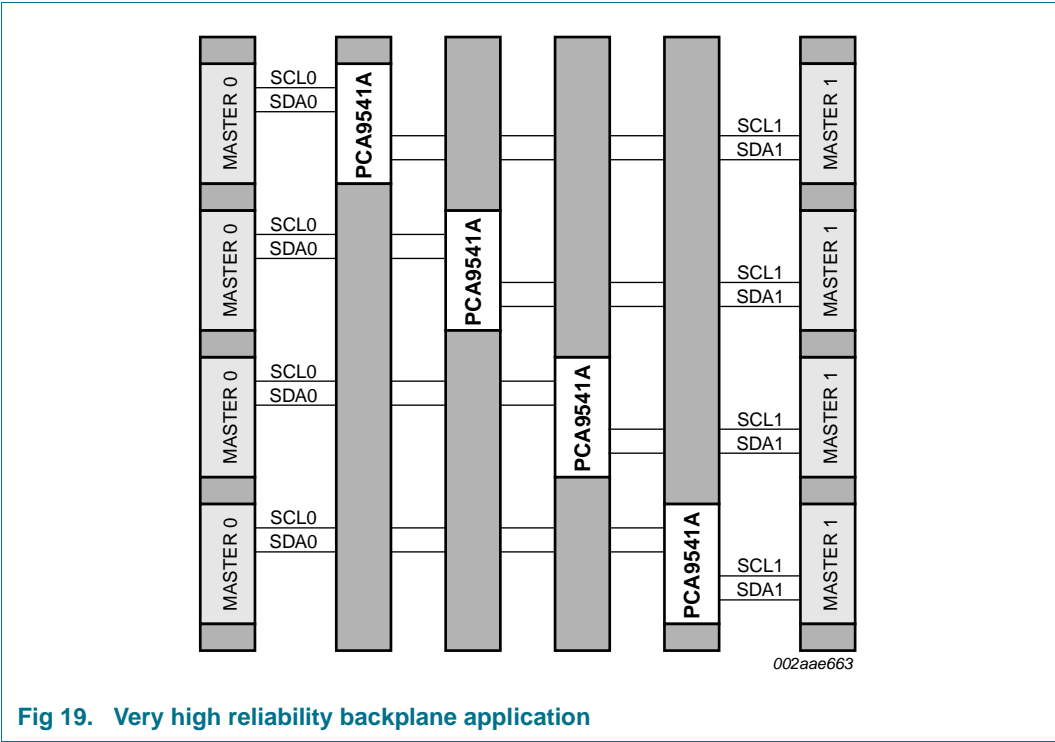 MASTER 0
SCL0
SDA0
PCA9541A
SCL1
SDA1
MASTER 1
MASTER 0
SCL0
SDA0
PCA9541A
SCL1
SDA1
MASTER 1
MASTER 0
SCL0
SDA0
PCA9541A
SCL1
SDA1
MASTER 1
MASTER 0
SCL0
SDA0
PCA9541A
SCL1
SDA1
MASTER 1
002aae663
Fig 19. Very high reliability backplane application